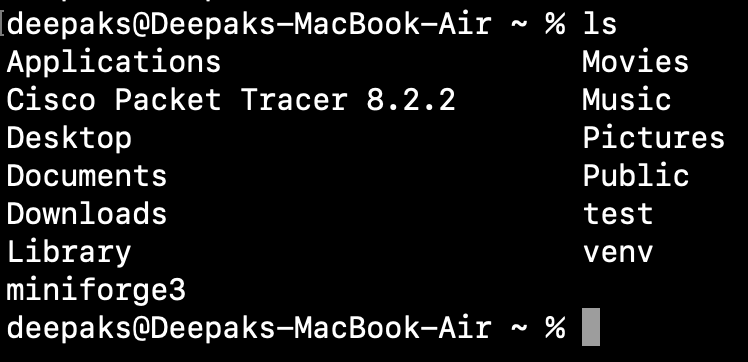 deepaks@Deepaks-MacBook-Air ~ % ls
Applications Movies
Cisco Packet Tracer 8.2.2 Music
Desktop Pictures
Documents Public
Downloads test
Library venv
miniforge3
deepaks@Deepaks-MacBook-Air ~ %